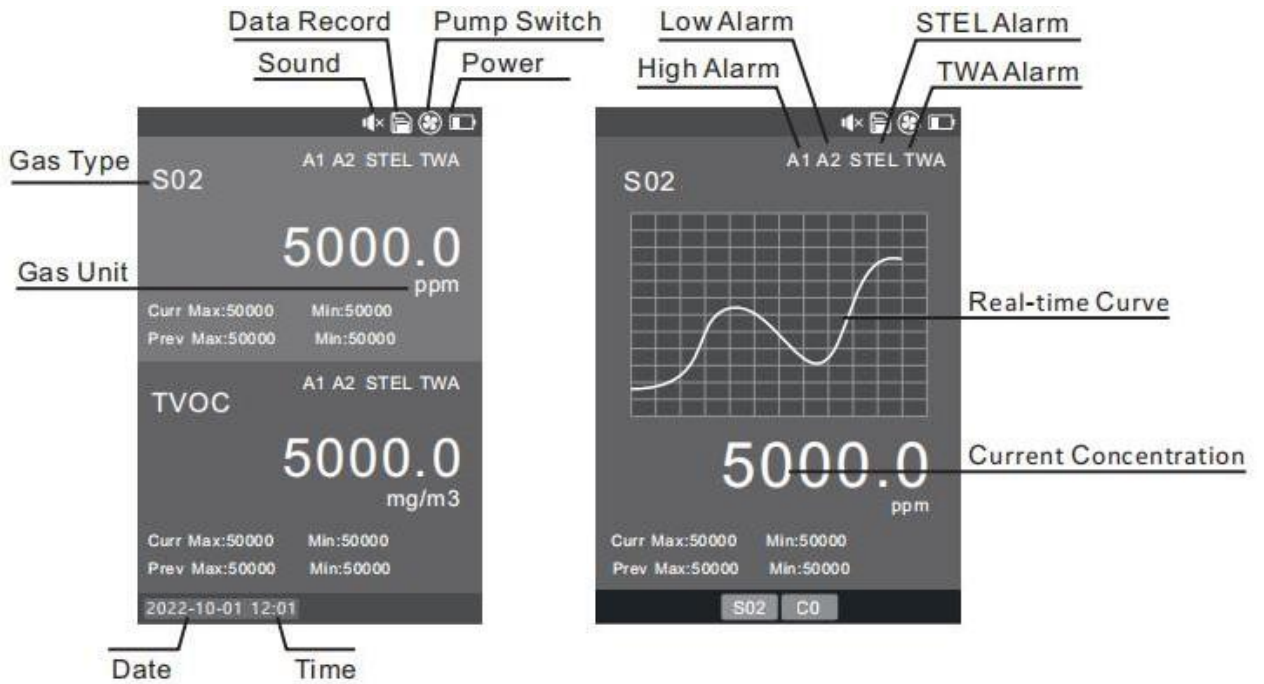 Data Record Pump Switch
Sound Power
Low Alarm STEL Alarm
High Alarm TWA Alarm
Gas Type
A1 A2 STEL TWA
S02
5000.0
Gas Unit
ppm
Curr Max:50000 Min:50000
Prev Max:50000 Min:50000
A1 A2 STEL TWA
TVOC
5000.0
mg/m3
Curr Max:50000 Min:50000
Prev Max:50000 Min:50000
2022-10-01 12:01
Date Time
A1 A2 STEL TWA
S02
Real-time Curve
5000.0
Current Concentration
ppm
Curr Max:50000 Min:50000
Prev Max:50000 Min:50000
S02 C0